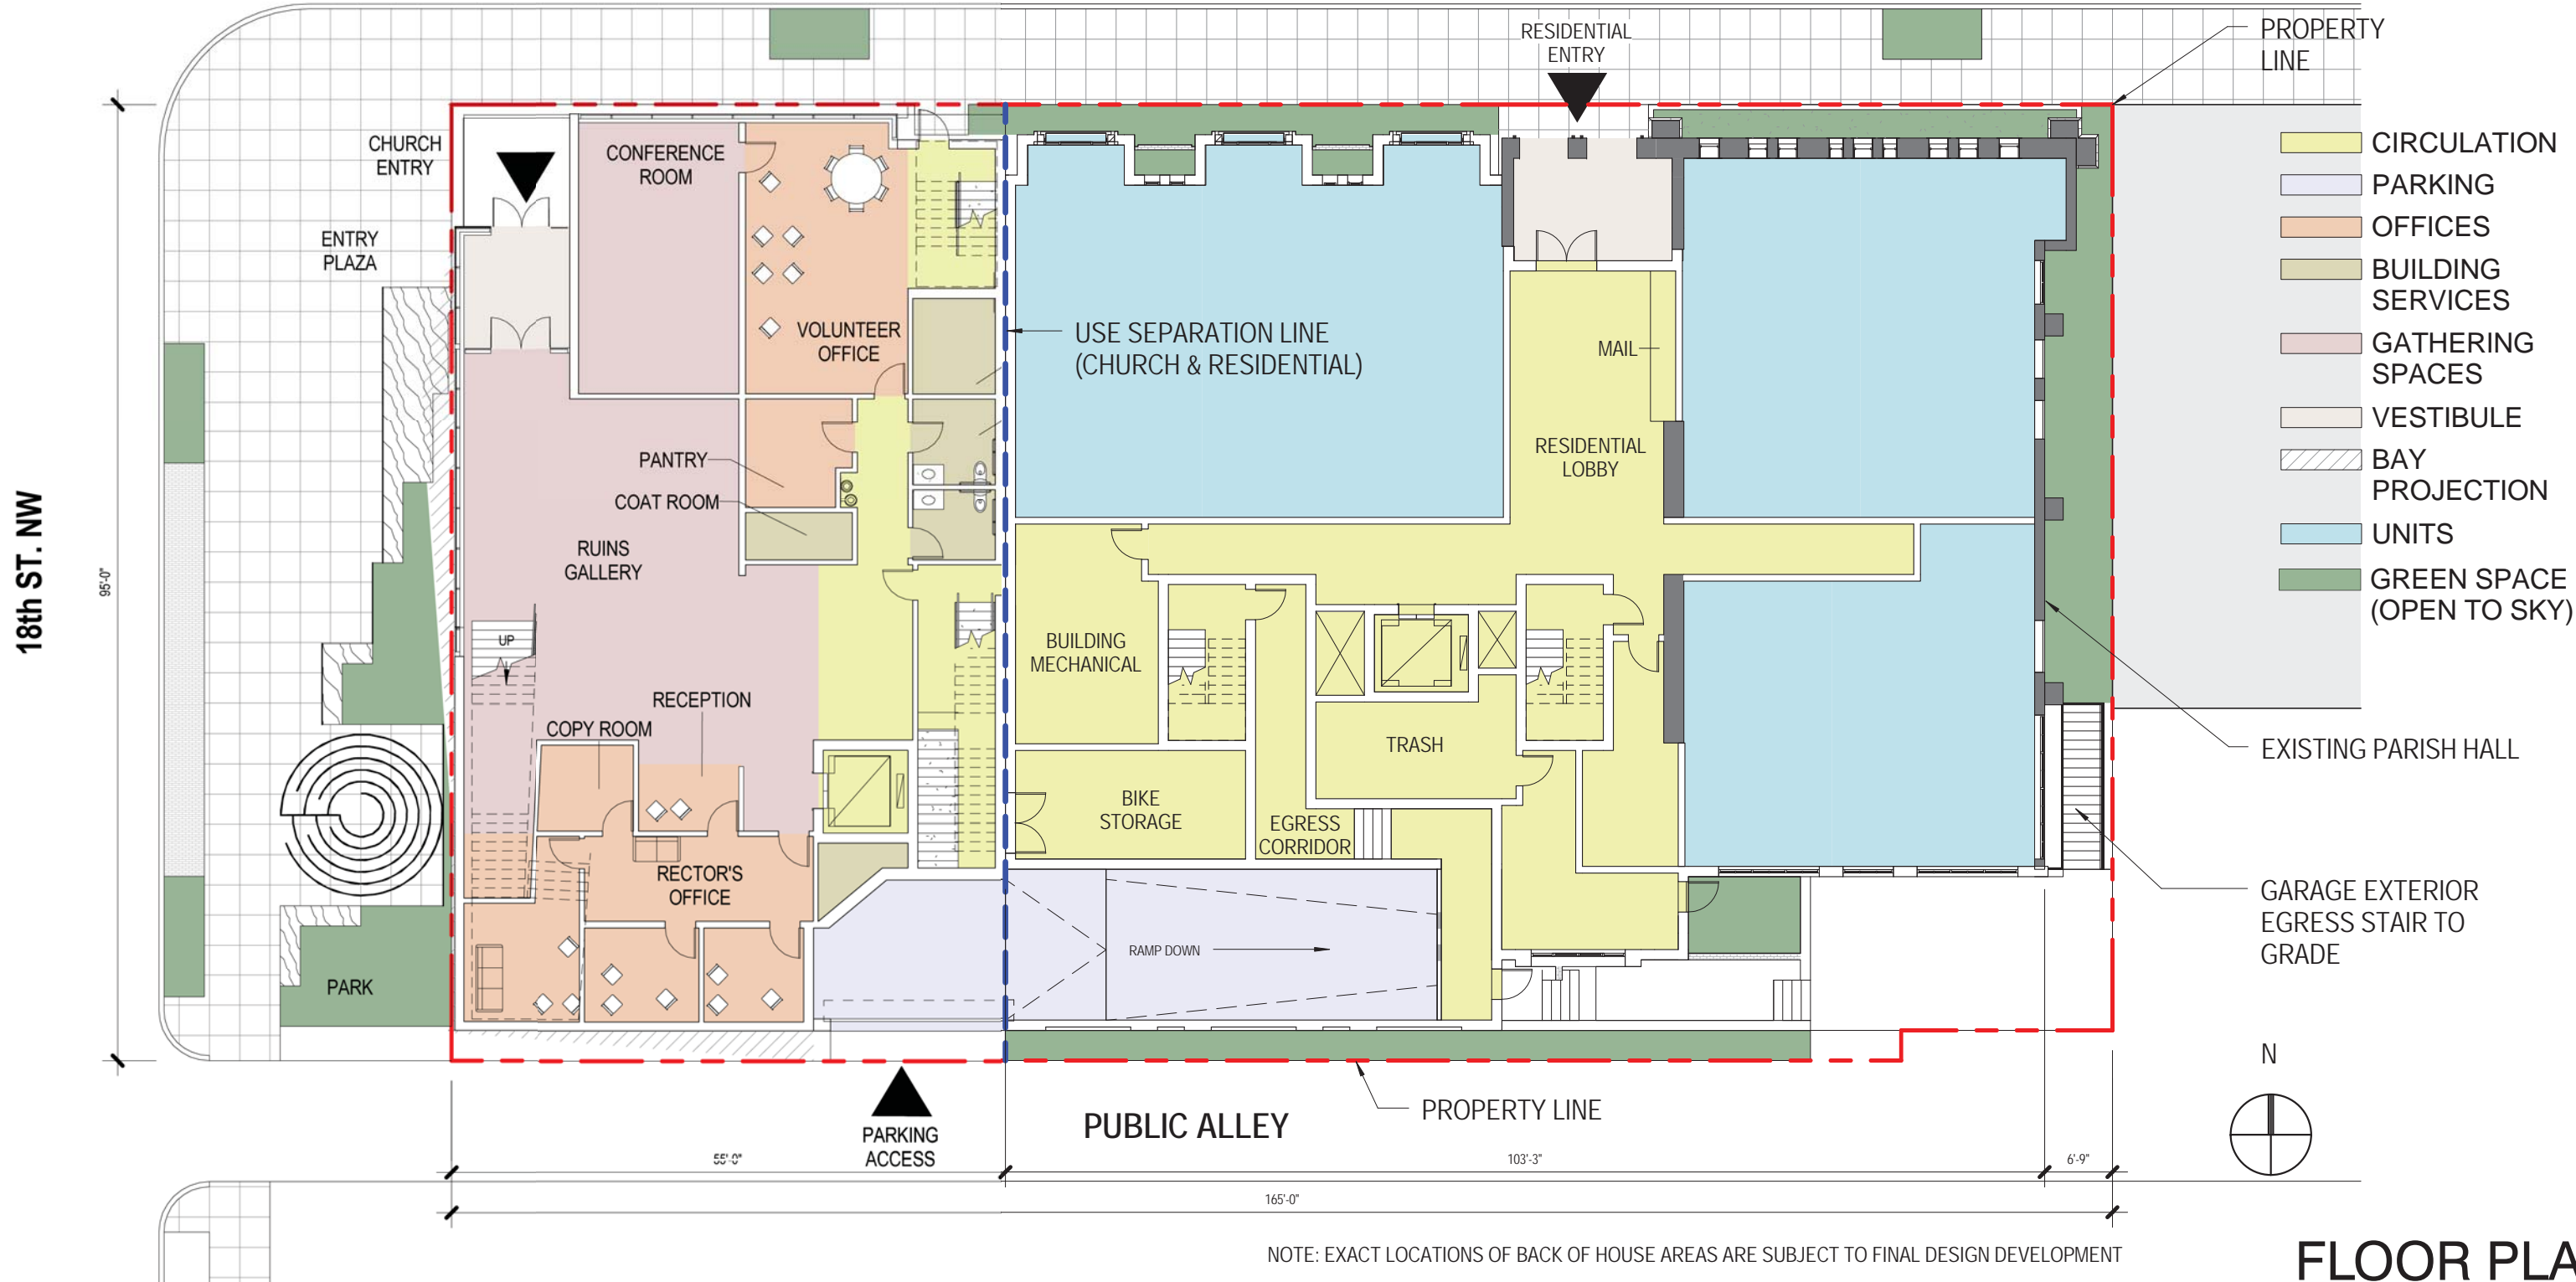 RESIDENTIAL
ENTRY
PROPERTY
LINE
CHURCH
ENTRY
CONFERENCE
ROOM
ENTRY
PLAZA
VOLUNTEER
OFFICE
USE SEPARATION LINE
(CHURCH & RESIDENTIAL)
MAIL
RESIDENTIAL
LOBBY
PANTRY
COAT ROOM
RUINS
GALLERY
18th ST. NW
95'-0"
UP
BUILDING
MECHANICAL
RECEPTION
COPY ROOM
TRASH
BIKE
STORAGE
EGRESS
CORRIDOR
RECTOR'S
OFFICE
RAMP DOWN
PARK
CIRCULATION
PARKING
OFFICES
BUILDING
SERVICES
GATHERING
SPACES
VESTIBULE
BAY
PROJECTION
UNITS
GREEN SPACE
(OPEN TO SKY)
EXISTING PARISH HALL
GARAGE EXTERIOR
EGRESS STAIR TO
GRADE
N
PARKING
ACCESS
PUBLIC ALLEY
PROPERTY LINE
55'-0"
103'-3"
6'-9"
165'-0"
NOTE: EXACT LOCATIONS OF BACK OF HOUSE AREAS ARE SUBJECT TO FINAL DESIGN DEVELOPMENT
FLOOR PLA